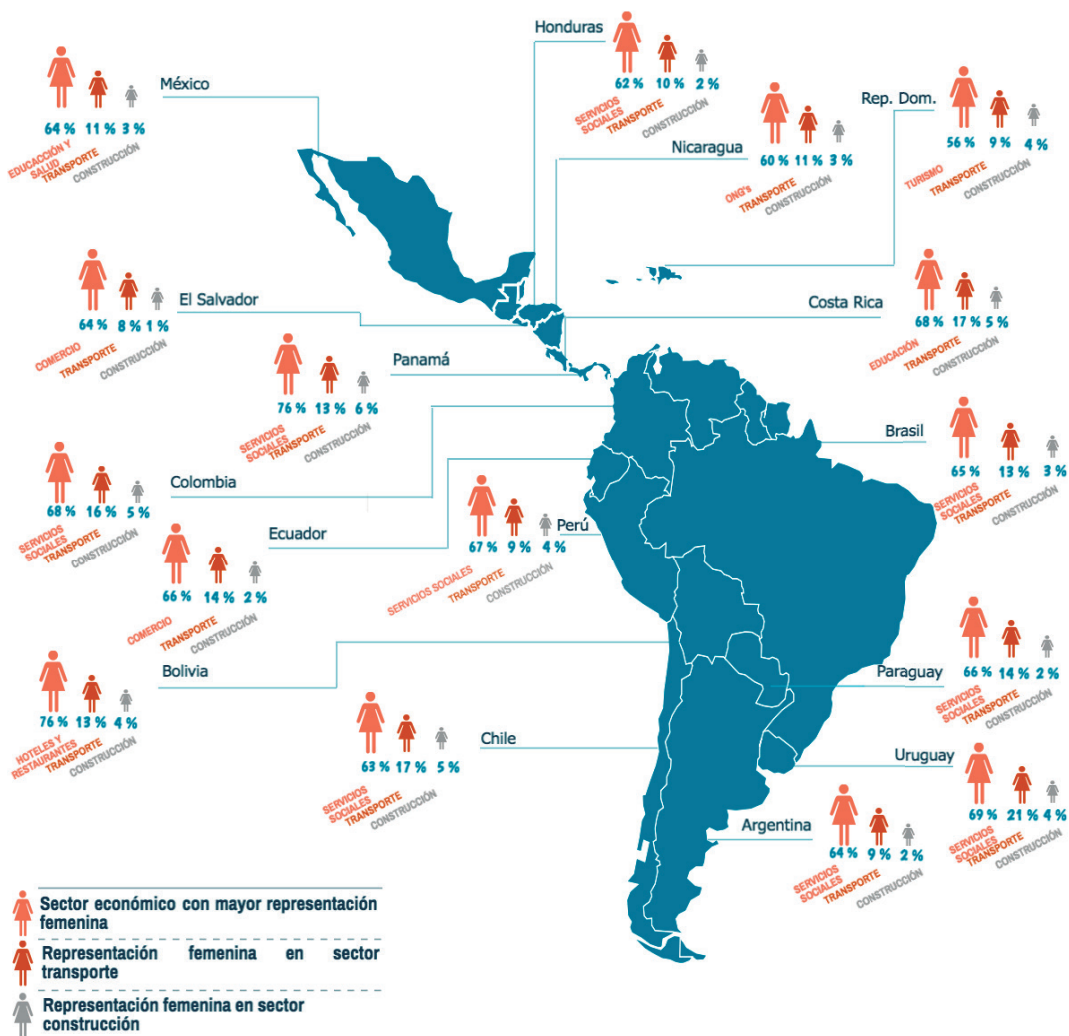 México
64 % 11 % 3 %
EDUCACCIÓN Y
SALUD
TRANSPORTE
CONSTRUCCIÓN
Honduras
62 % 10 % 2 %
SERVICIOS
SOCIALES
TRANSPORTE
CONSTRUCCIÓN
Nicaragua
60 % 11 % 3 %
ONG's
TRANSPORTE
CONSTRUCCIÓN
Rep. Dom.
56 % 9 % 4 %
TURISMO
TRANSPORTE
CONSTRUCCIÓN
El Salvador
64 % 8 % 1 %
COMERCIO
TRANSPORTE
CONSTRUCCIÓN
Costa Rica
68 % 17 % 5 %
EDUCACIÓN
TRANSPORTE
CONSTRUCCIÓN
Panamá
76 % 13 % 6 %
SERVICIOS
SOCIALES
TRANSPORTE
CONSTRUCCIÓN
Brasil
65 % 13 % 3 %
SERVICIOS
SOCIALES
TRANSPORTE
CONSTRUCCIÓN
Colombia
68 % 16 % 5 %
SERVICIOS
SOCIALES
TRANSPORTE
CONSTRUCCIÓN
Ecuador
66 % 14 % 2 %
COMERCIO
TRANSPORTE
CONSTRUCCIÓN
Perú
67 % 9 % 4 %
SERVICIOS SOCIALES
TRANSPORTE
CONSTRUCCIÓN
Bolivia
76 % 13 % 4 %
HOTELES Y
RESTAURANTES
TRANSPORTE
CONSTRUCCIÓN
Paraguay
66 % 14 % 2 %
SERVICIOS
SOCIALES
TRANSPORTE
CONSTRUCCIÓN
Chile
63 % 17 % 5 %
SERVICIOS
SOCIALES
TRANSPORTE
CONSTRUCCIÓN
Uruguay
69 % 21 % 4 %
SERVICIOS
SOCIALES
TRANSPORTE
CONSTRUCCIÓN
Argentina
64 % 9 % 2 %
SERVICIOS
SOCIALES
TRANSPORTE
CONSTRUCCIÓN
Sector económico con mayor representación
femenina
Representación femenina en sector
transporte
Representación femenina en sector
construcción